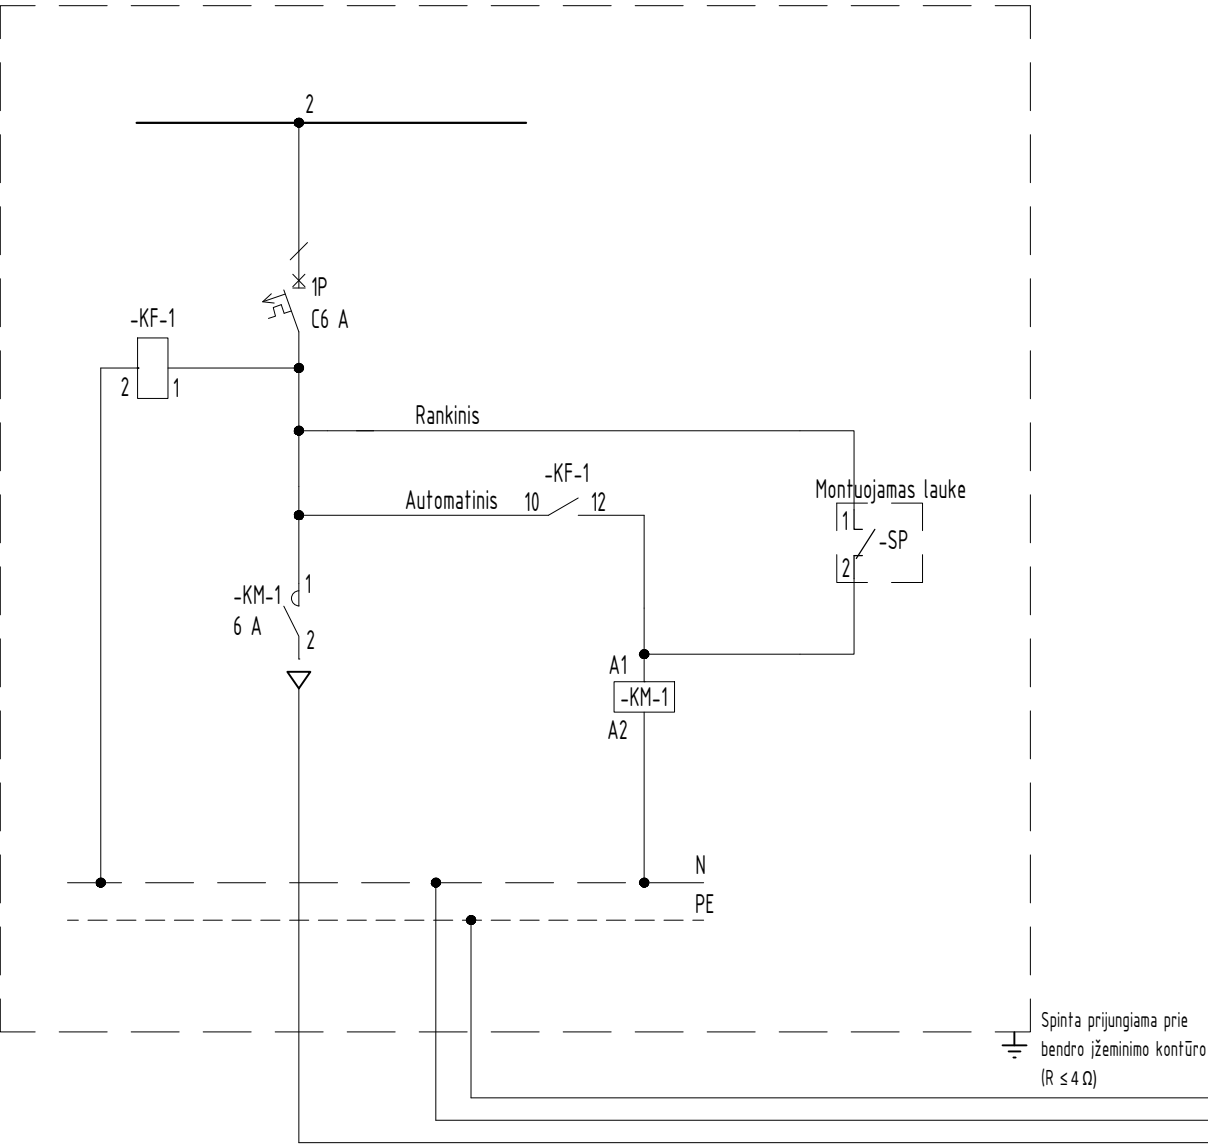 2
1P
C6 A
-KF-1
2
1
Rankinis
-KF-1
Automatinis
10
12
Montuojamas lauke
1
-SP
2
-KM-1
1
6 A
2
A1
-KM-1
A2
N
PE
Spinta prijungiama prie
bendro įžeminimo kontūro
(R ≤ 4 Ω)